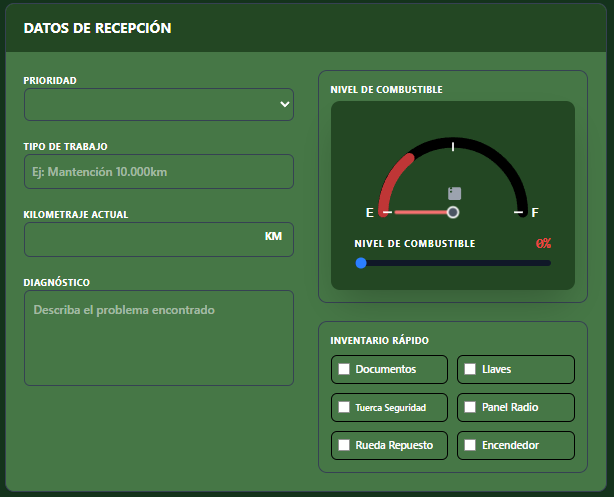 DATOS DE RECEPCIÓN
PRIORIDAD
TIPO DE TRABAJO
Ej: Mantención 10.000km
KILOMETRAJE ACTUAL
KM
DIAGNÓSTICO
Describa el problema encontrado
NIVEL DE COMBUSTIBLE
E F
NIVEL DE COMBUSTIBLE 0%
INVENTARIO RÁPIDO
Documentos Llaves
Tuerca Seguridad Panel Radio
Rueda Repuesto Encendedor